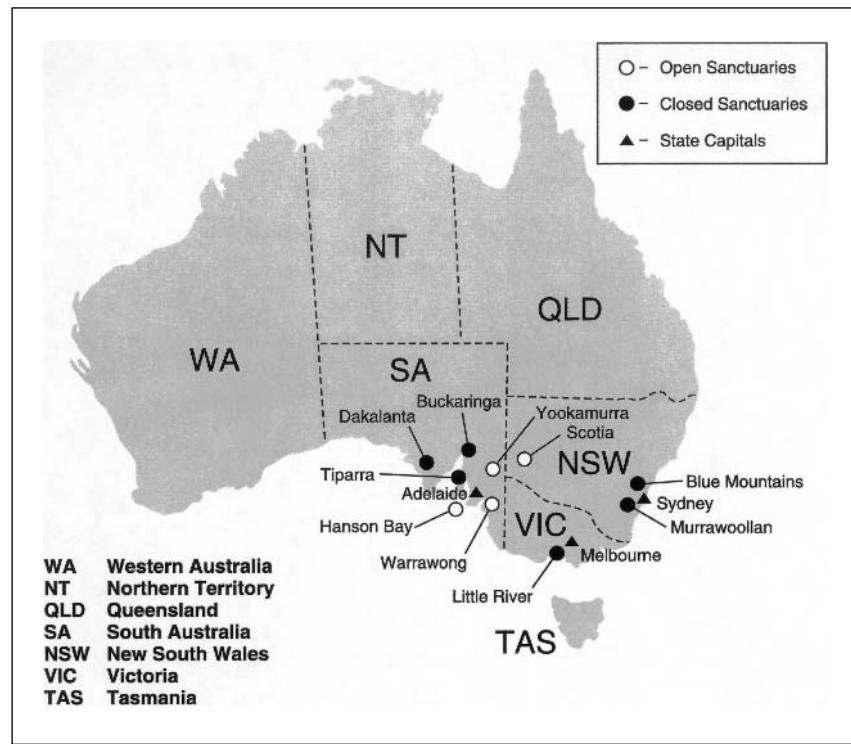 ○ – Open Sanctuaries
● – Closed Sanctuaries
▲ – State Capitals
NT
QLD
WA
SA
Buckaringa
Dakalanta
Yookamurra
Scotia
NSW
Tiparra
Blue Mountains
Adelaide
Sydney
Hanson Bay
VIC
Murrawoollan
Warrawong
Melbourne
Little River
TAS
WA Western Australia
NT Northern Territory
QLD Queensland
SA South Australia
NSW New South Wales
VIC Victoria
TAS Tasmania